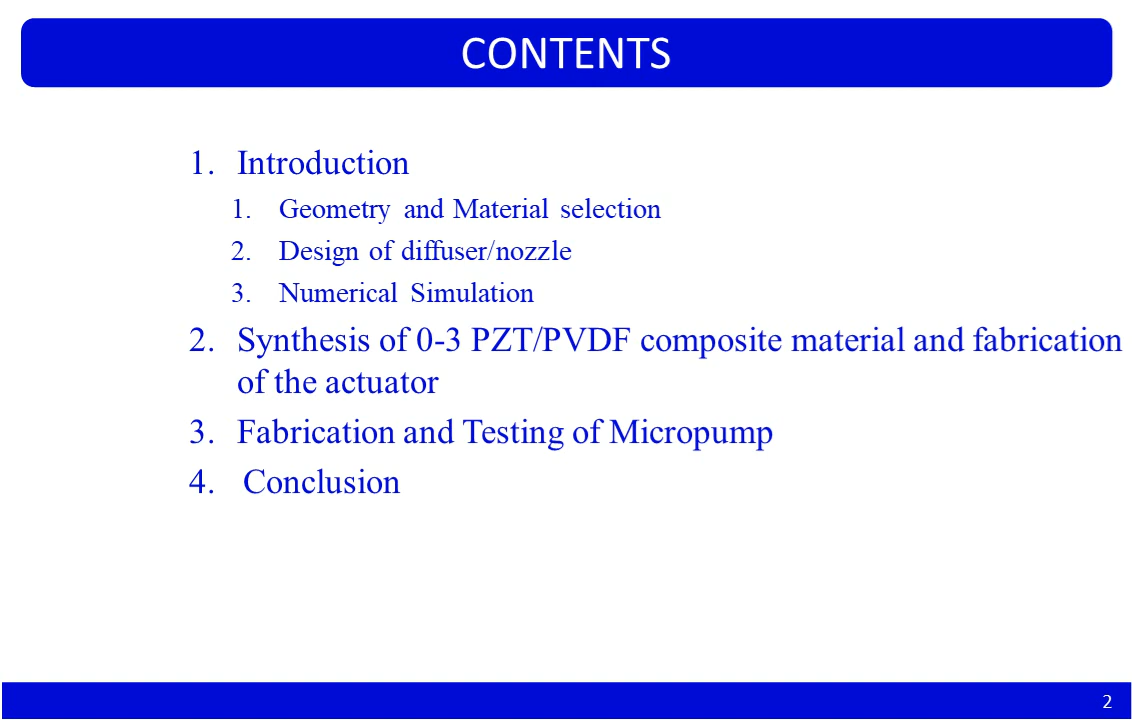 CONTENTS
1. Introduction
1. Geometry and Material selection
2. Design of diffuser/nozzle
3. Numerical Simulation
2. Synthesis of 0-3 PZT/PVDF composite material and fabrication
of the actuator
3. Fabrication and Testing of Micropump
4. Conclusion
2